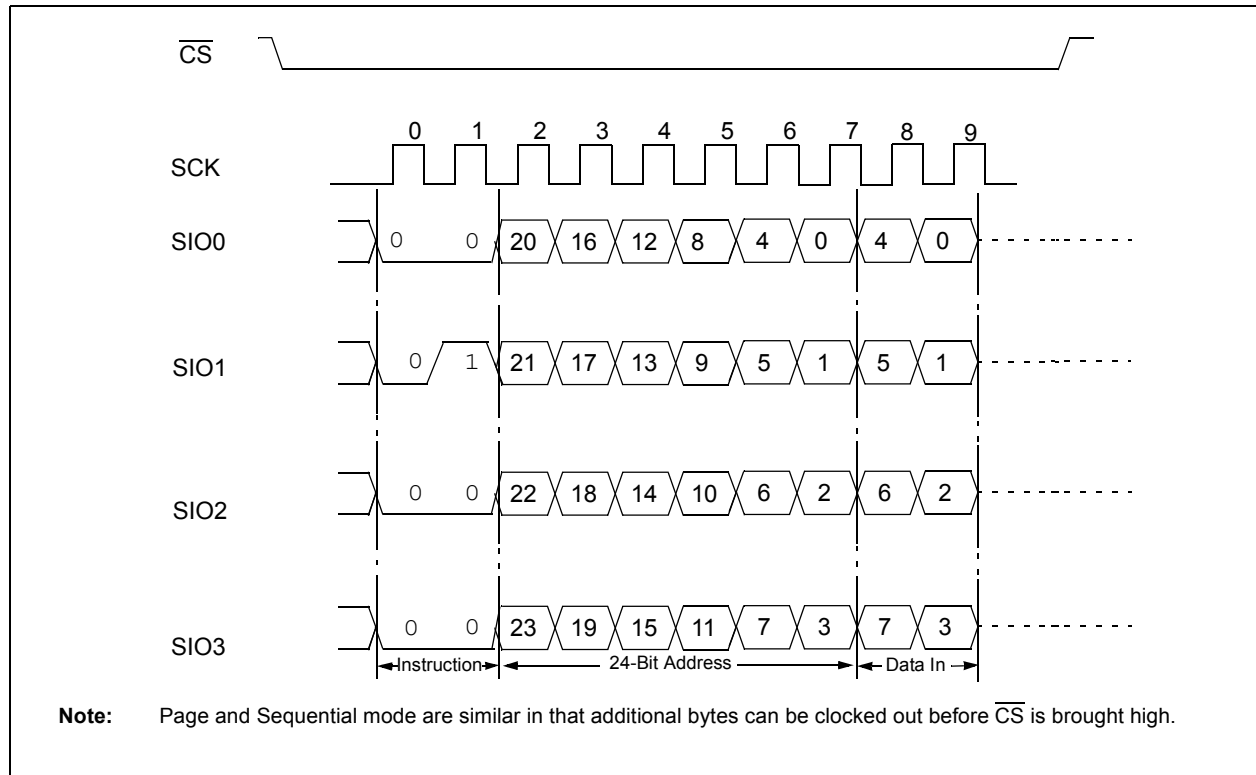 CS
0 1 2 3 4 5 6 7 8 9
SCK
SIO0 0 0 20 16 12 8 4 0 4 0
SIO1 0 1 21 17 13 9 5 1 5 1
SIO2 0 0 22 18 14 10 6 2 6 2
SIO3 0 0 23 19 15 11 7 3 7 3
Instruction 24-Bit Address Data In
Note: Page and Sequential mode are similar in that additional bytes can be clocked out before CS is brought high.